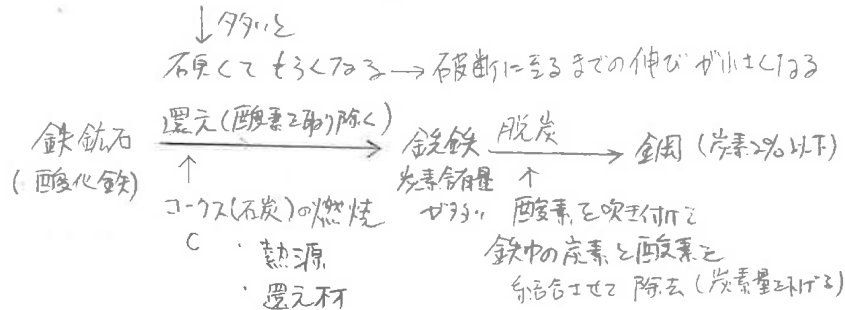 ↓多いと
硬くてもろくなる→破断に至るまでの伸びが小さくなる
鉄鉱石 還元(酸素を取り除く) → 銑鉄 脱炭 → 鋼 (炭素2%以下)
(酸化鉄) ↑ 炭素含有量 ↑
コークス(石炭)の燃焼 が多い 酸素を吹き付けて
C ・熱源 鉄中の炭素と酸素を
・還元材 結合させて除去(炭素量を下げる)